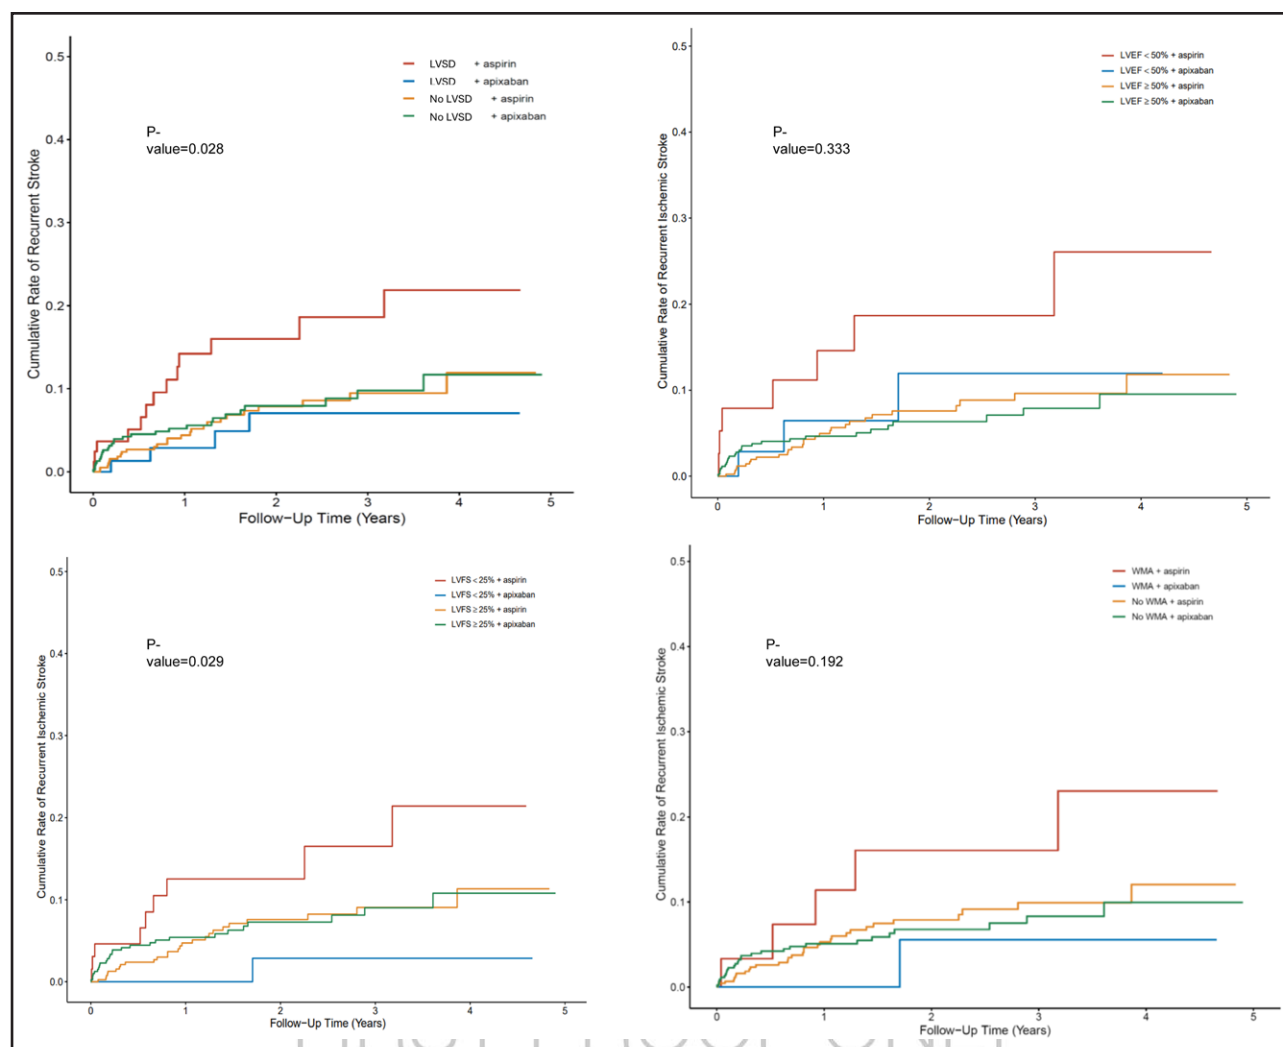 0.5
0.4
0.3
0.2
0.1
0.0
Cumulative Rate of Recurrent Stroke
LVSD + aspirin
LVSD + apixaban
No LVSD + aspirin
No LVSD + apixaban
P-
value=0.028
0 1 2 3 4 5
Follow-Up Time (Years)
0.5
0.4
0.3
0.2
0.1
0.0
Cumulative Rate of Recurrent Ischemic Stroke
LVEF < 50% + aspirin
LVEF < 50% + apixaban
LVEF ≥ 50% + aspirin
LVEF ≥ 50% + apixaban
P-
value=0.333
0 1 2 3 4 5
Follow-Up Time (Years)
0.5
0.4
0.3
0.2
0.1
0.0
Cumulative Rate of Recurrent Ischemic Stroke
LVFS < 25% + aspirin
LVFS < 25% + apixaban
LVFS ≥ 25% + aspirin
LVFS ≥ 25% + apixaban
P-
value=0.029
0 1 2 3 4 5
Follow-Up Time (Years)
0.5
0.4
0.3
0.2
0.1
0.0
Cumulative Rate of Recurrent Ischemic Stroke
WMA + aspirin
WMA + apixaban
No WMA + aspirin
No WMA + apixaban
P-
value=0.192
0 1 2 3 4 5
Follow-Up Time (Years)